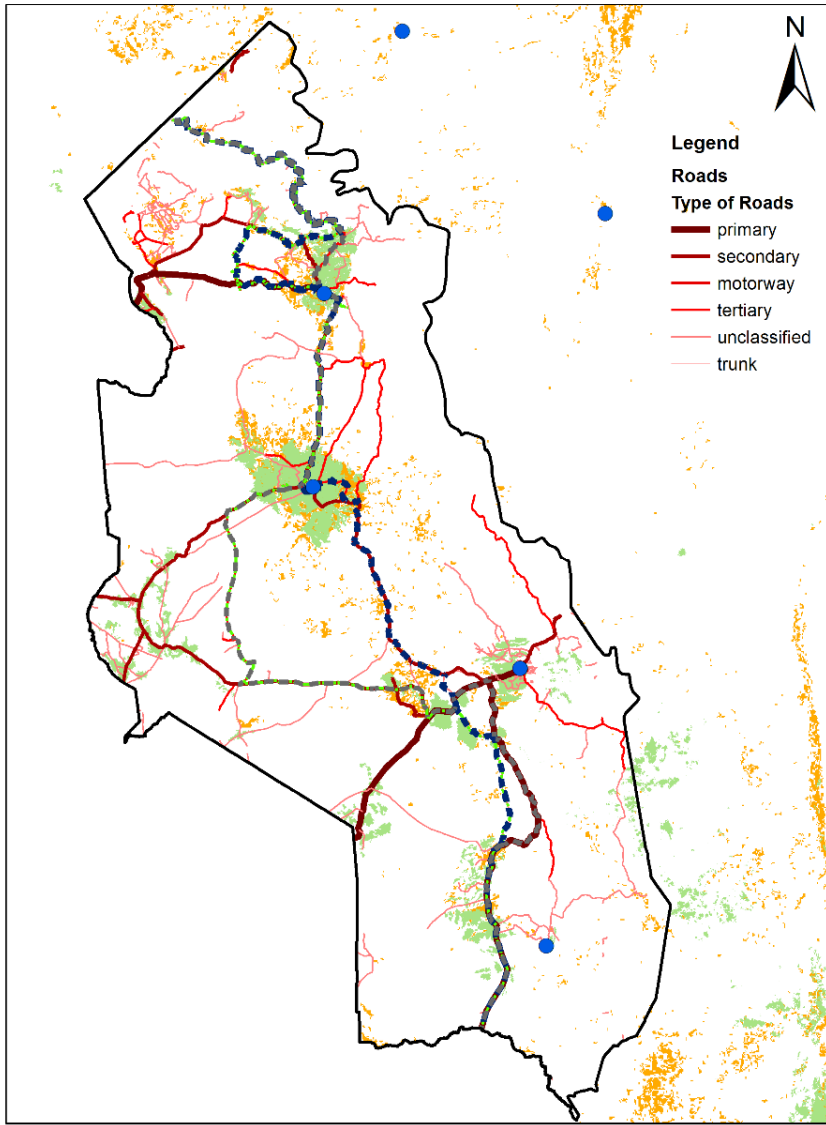 N
Legend
Roads
Type of Roads
primary
secondary
motorway
tertiary
unclassified
trunk